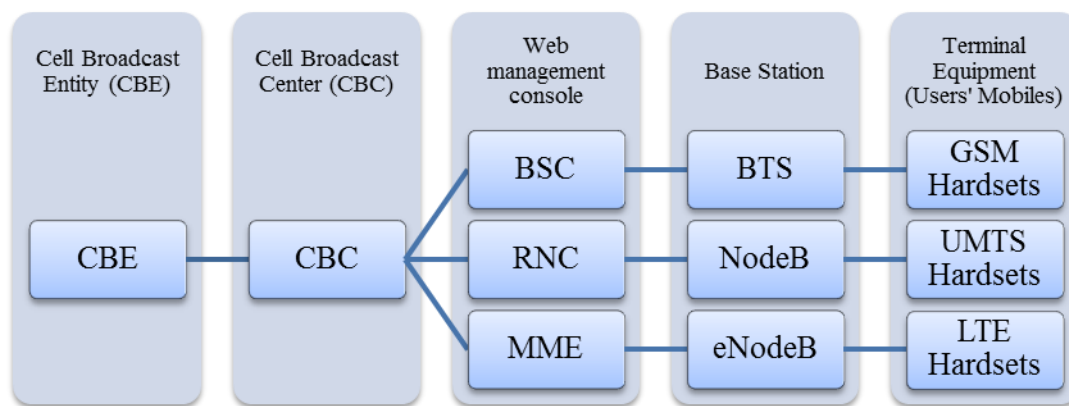 Cell Broadcast
Entity (CBE)
Cell Broadcast
Center (CBC)
Web
management
console
Base Station
Terminal
Equipment
(Users' Mobiles)
CBE
CBC
BSC
BTS
GSM
Hardsets
RNC
NodeB
UMTS
Hardsets
MME
eNodeB
LTE
Hardsets